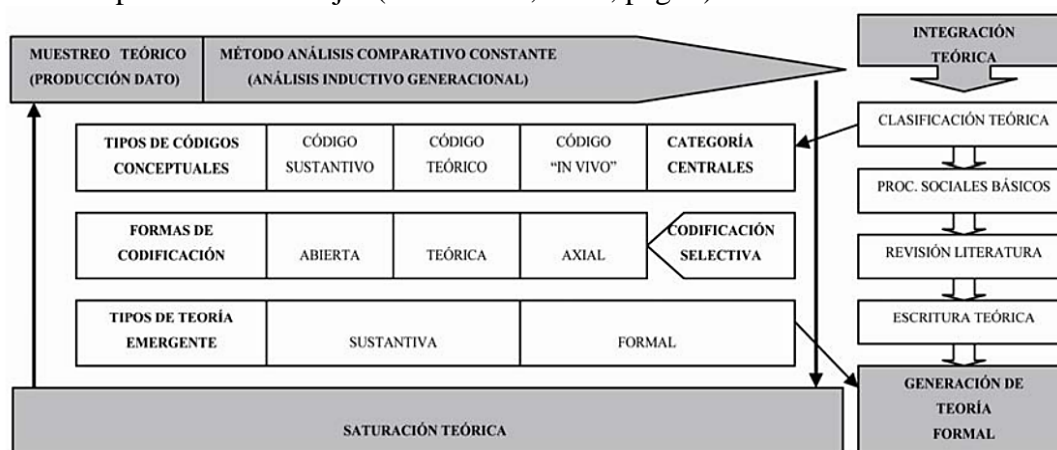 MUESTREO TEÓRICO
(PRODUCCIÓN DATO)
MÉTODO ANÁLISIS COMPARATIVO CONSTANTE
(ANÁLISIS INDUCTIVO GENERACIONAL)
TIPOS DE CÓDIGOS
CONCEPTUALES
CÓDIGO
SUSTANTIVO
CÓDIGO
TEÓRICO
CÓDIGO
“IN VIVO”
CATEGORÍA
CENTRALES
FORMAS DE
CODIFICACIÓN
ABIERTA
TEÓRICA
AXIAL
CODIFICACIÓN
SELECTIVA
TIPOS DE TEORÍA
EMERGENTE
SUSTANTIVA
FORMAL
SATURACIÓN TEÓRICA
INTEGRACIÓN
TEÓRICA
CLASIFICACIÓN TEÓRICA
PROC. SOCIALES BÁSICOS
REVISIÓN LITERATURA
ESCRITURA TEÓRICA
GENERACIÓN DE
TEORÍA
FORMAL